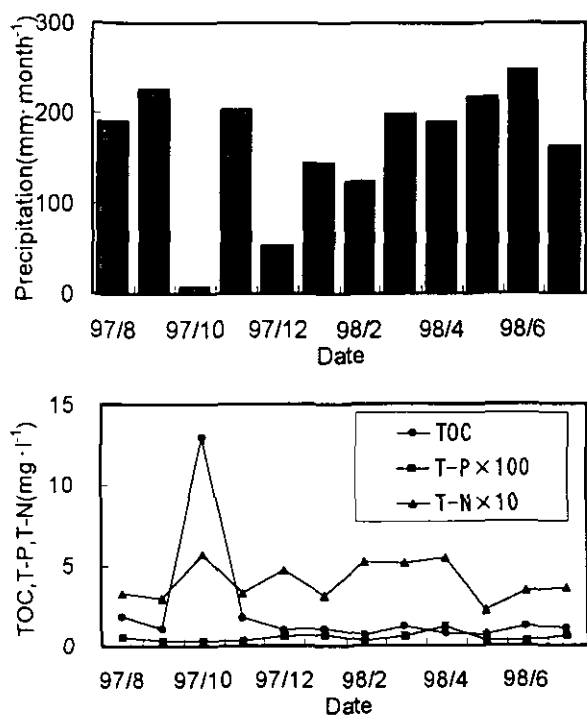 300
200
100
0
Precipitation(mm·month⁻¹)
97/8 97/10 97/12 98/2 98/4 98/6
Date
15
10
5
0
TOC,T-P,T-N(mg·l⁻¹)
TOC
T-P×100
T-N×10
97/8 97/10 97/12 98/2 98/4 98/6
Date